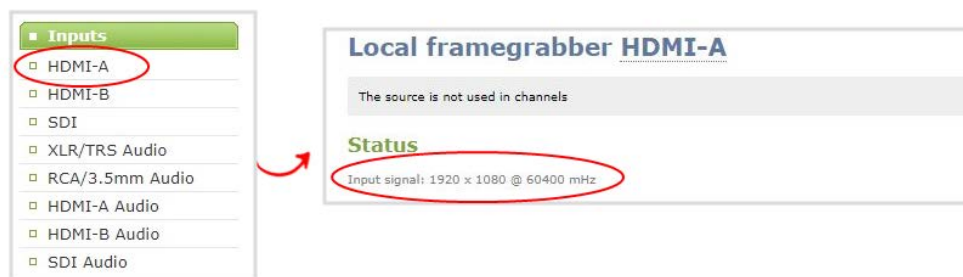 Inputs
HDMI-A
HDMI-B
SDI
XLR/TRS Audio
RCA/3.5mm Audio
HDMI-A Audio
HDMI-B Audio
SDI Audio
Local framegrabber HDMI-A
The source is not used in channels
Status
Input signal: 1920 x 1080 @ 60400 mHz